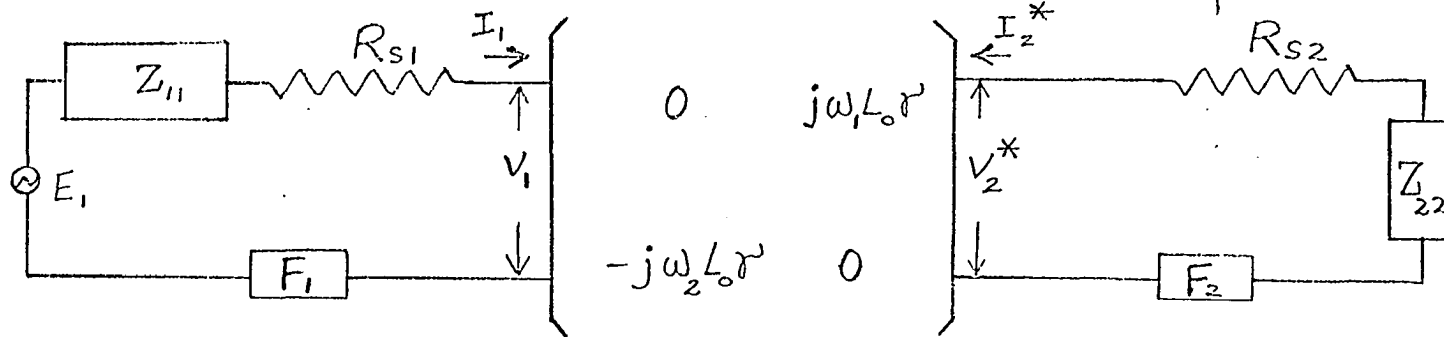 I₁ I₂*
Z₁₁ R_S1 R_S2
0 jω₁L₀γ
E₁ V₁ V₂* Z₂₂
F₁ -jω₂L₀γ 0 F₂